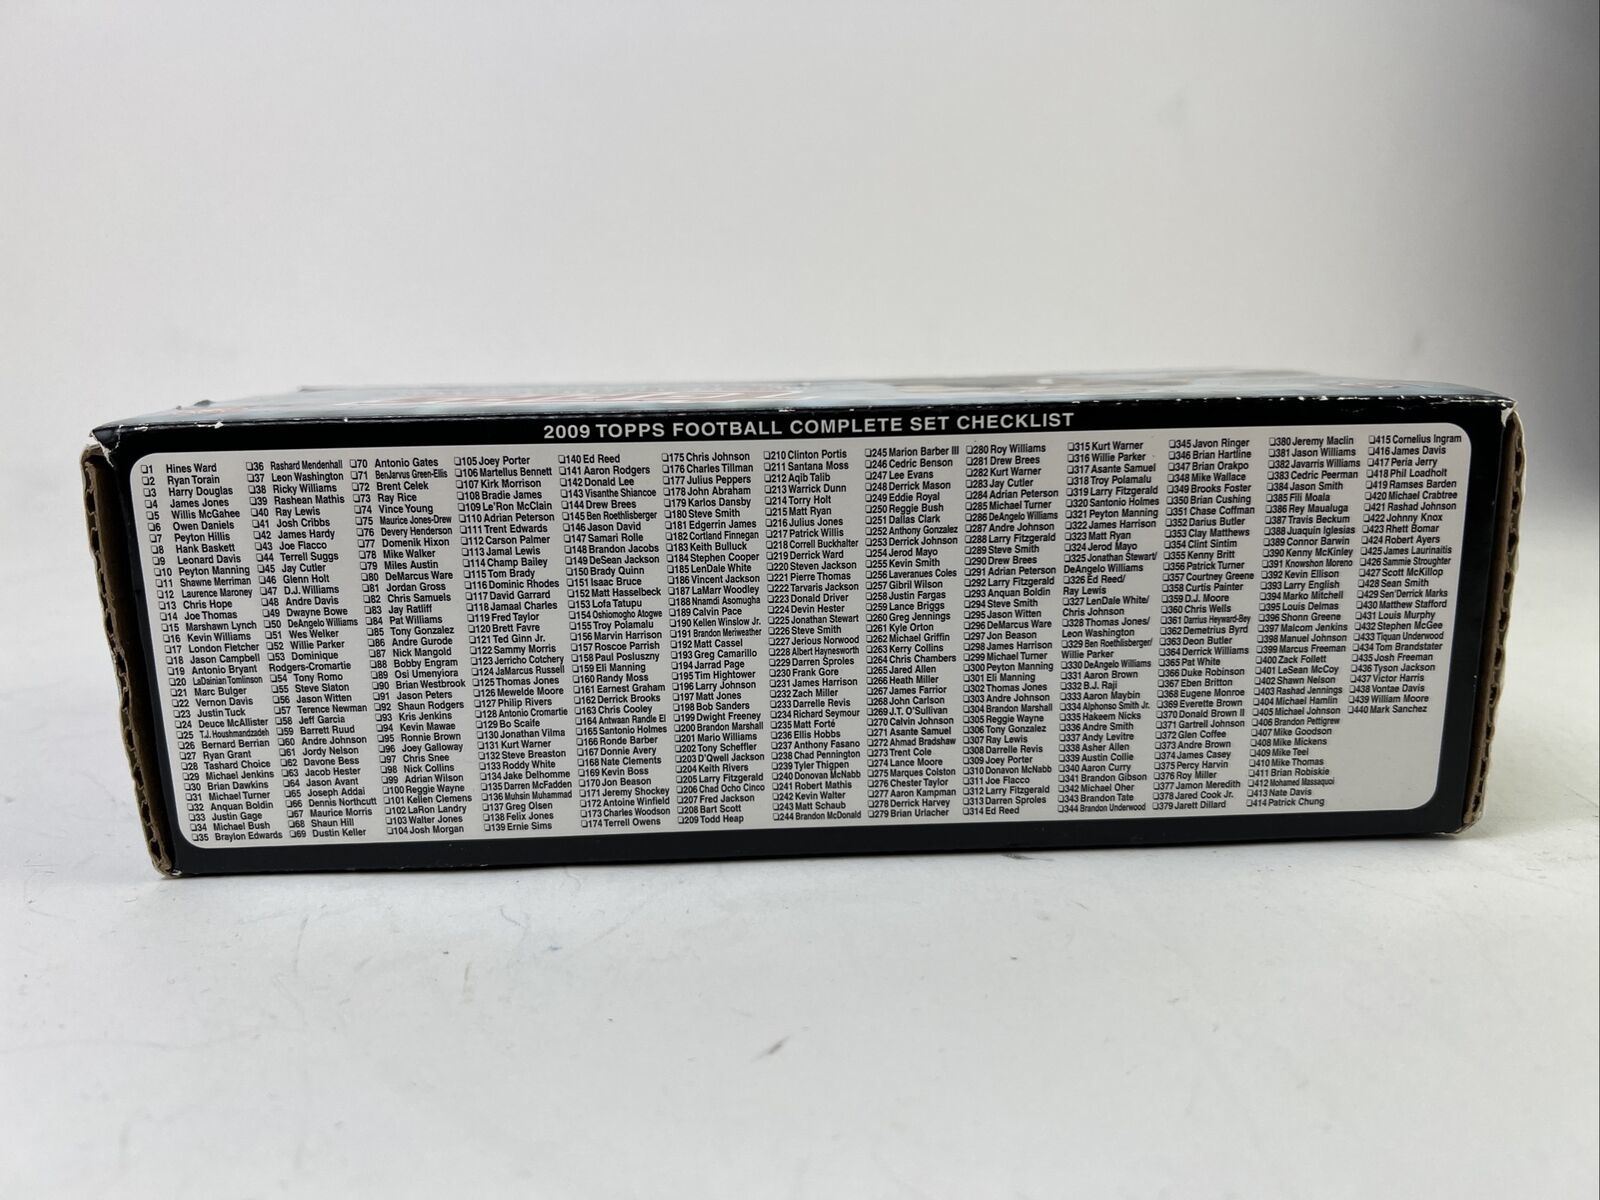 2009 TOPPS FOOTBALL COMPLETE SET CHECKLIST
❏1 Hines Ward
❏2 Ryan Torain
❏3 Harry Douglas
❏4 James Jones
❏5 Willis McGahee
❏6 Owen Daniels
❏7 Peyton Hillis
❏8 Hank Baskett
❏9 Leonard Davis
❏10 Peyton Manning
❏11 Shawne Merriman
❏12 Laurence Maroney
❏13 Chris Hope
❏14 Joe Thomas
❏15 Marshawn Lynch
❏16 Kevin Williams
❏17 London Fletcher
❏18 Jason Campbell
❏19 Antonio Bryant
❏20 LaDainian Tomlinson
❏21 Marc Bulger
❏22 Vernon Davis
❏23 Justin Tuck
❏24 Deuce McAllister
❏25 T.J. Houshmandzadeh
❏26 Bernard Berrian
❏27 Ryan Grant
❏28 Tashard Choice
❏29 Michael Jenkins
❏30 Brian Dawkins
❏31 Michael Turner
❏32 Anquan Boldin
❏33 Justin Gage
❏34 Michael Bush
❏35 Braylon Edwards
❏36 Rashard Mendenhall
❏37 Leon Washington
❏38 Ricky Williams
❏39 Rashean Mathis
❏40 Ray Lewis
❏41 Josh Cribbs
❏42 James Hardy
❏43 Joe Flacco
❏44 Terrell Suggs
❏45 Jay Cutler
❏46 Glenn Holt
❏47 D.J. Williams
❏48 Andre Davis
❏49 Dwayne Bowe
❏50 DeAngelo Williams
❏51 Wes Welker
❏52 Willie Parker
❏53 Dominique
Rodgers-Cromartie
❏54 Tony Romo
❏55 Steve Slaton
❏56 Jason Witten
❏57 Terence Newman
❏58 Jeff Garcia
❏59 Barrett Ruud
❏60 Andre Johnson
❏61 Jordy Nelson
❏62 Davone Bess
❏63 Jacob Hester
❏64 Jason Avant
❏65 Joseph Addai
❏66 Dennis Northcutt
❏67 Maurice Morris
❏68 Shaun Hill
❏69 Dustin Keller
❏70 Antonio Gates
❏71 BenJarvus Green-Ellis
❏72 Brent Celek
❏73 Ray Rice
❏74 Vince Young
❏75 Maurice Jones-Drew
❏76 Devery Henderson
❏77 Domenik Hixon
❏78 Mike Walker
❏79 Miles Austin
❏80 DeMarcus Ware
❏81 Jordan Gross
❏82 Chris Samuels
❏83 Jay Ratliff
❏84 Pat Williams
❏85 Tony Gonzalez
❏86 Andre Gurode
❏87 Nick Mangold
❏88 Bobby Engram
❏89 Osi Umenyiora
❏90 Brian Westbrook
❏91 Jason Peters
❏92 Shaun Rodgers
❏93 Kris Jenkins
❏94 Kevin Mawae
❏95 Ronnie Brown
❏96 Joey Galloway
❏97 Chris Snee
❏98 Nick Collins
❏99 Adrian Wilson
❏100 Reggie Wayne
❏101 Kellen Clemens
❏102 LaRon Landry
❏103 Walter Jones
❏104 Josh Morgan
❏105 Joey Porter
❏106 Martellus Bennett
❏107 Kirk Morrison
❏108 Bradie James
❏109 Le'Ron McClain
❏110 Adrian Peterson
❏111 Trent Edwards
❏112 Carson Palmer
❏113 Jamal Lewis
❏114 Champ Bailey
❏115 Tom Brady
❏116 Dominic Rhodes
❏117 David Garrard
❏118 Jamaal Charles
❏119 Fred Taylor
❏120 Brett Favre
❏121 Ted Ginn Jr.
❏122 Sammy Morris
❏123 Jerricho Cotchery
❏124 JaMarcus Russell
❏125 Thomas Jones
❏126 Mewelde Moore
❏127 Philip Rivers
❏128 Antonio Cromartie
❏129 Bo Scaife
❏130 Jonathan Vilma
❏131 Kurt Warner
❏132 Steve Breaston
❏133 Roddy White
❏134 Jake Delhomme
❏135 Darren McFadden
❏136 Muhsin Muhammad
❏137 Greg Olsen
❏138 Felix Jones
❏139 Ernie Sims
❏140 Ed Reed
❏141 Aaron Rodgers
❏142 Donald Lee
❏143 Visanthe Shiancoe
❏144 Drew Brees
❏145 Ben Roethlisberger
❏146 Jason David
❏147 Samari Rolle
❏148 Brandon Jacobs
❏149 DeSean Jackson
❏150 Brady Quinn
❏151 Isaac Bruce
❏152 Matt Hasselbeck
❏153 Lofa Tatupu
❏154 Oshiomogho Atogwe
❏155 Troy Polamalu
❏156 Marvin Harrison
❏157 Roscoe Parrish
❏158 Paul Posluszny
❏159 Eli Manning
❏160 Randy Moss
❏161 Earnest Graham
❏162 Derrick Brooks
❏163 Chris Cooley
❏164 Antwaan Randle El
❏165 Santonio Holmes
❏166 Ronde Barber
❏167 Donnie Avery
❏168 Nate Clements
❏169 Kevin Boss
❏170 Jon Beason
❏171 Jeremy Shockey
❏172 Antoine Winfield
❏173 Charles Woodson
❏174 Terrell Owens
❏175 Chris Johnson
❏176 Charles Tillman
❏177 Julius Peppers
❏178 John Abraham
❏179 Karlos Dansby
❏180 Steve Smith
❏181 Edgerrin James
❏182 Cortland Finnegan
❏183 Keith Bulluck
❏184 Stephen Cooper
❏185 LenDale White
❏186 Vincent Jackson
❏187 LaMarr Woodley
❏188 Nnamdi Asomugha
❏189 Calvin Pace
❏190 Kellen Winslow Jr.
❏191 Brandon Meriweather
❏192 Matt Cassel
❏193 Greg Camarillo
❏194 Jarrad Page
❏195 Tim Hightower
❏196 Larry Johnson
❏197 Matt Jones
❏198 Bob Sanders
❏199 Dwight Freeney
❏200 Brandon Marshall
❏201 Mario Williams
❏202 Tony Scheffler
❏203 D'Qwell Jackson
❏204 Keith Rivers
❏205 Larry Fitzgerald
❏206 Chad Ocho Cinco
❏207 Fred Jackson
❏208 Bart Scott
❏209 Todd Heap
❏210 Clinton Portis
❏211 Santana Moss
❏212 Aqib Talib
❏213 Warrick Dunn
❏214 Torry Holt
❏215 Matt Ryan
❏216 Julius Jones
❏217 Patrick Willis
❏218 Correll Buckhalter
❏219 Derrick Ward
❏220 Steven Jackson
❏221 Pierre Thomas
❏222 Tarvaris Jackson
❏223 Donald Driver
❏224 Devin Hester
❏225 Jonathan Stewart
❏226 Steve Smith
❏227 Jerious Norwood
❏228 Albert Haynesworth
❏229 Darren Sproles
❏230 Frank Gore
❏231 James Harrison
❏232 Zach Miller
❏233 Darrelle Revis
❏234 Richard Seymour
❏235 Matt Forté
❏236 Ellis Hobbs
❏237 Anthony Fasano
❏238 Chad Pennington
❏239 Tyler Thigpen
❏240 Donovan McNabb
❏241 Robert Mathis
❏242 Kevin Walter
❏243 Matt Schaub
❏244 Brandon McDonald
❏245 Marion Barber III
❏246 Cedric Benson
❏247 Lee Evans
❏248 Derrick Mason
❏249 Eddie Royal
❏250 Reggie Bush
❏251 Dallas Clark
❏252 Anthony Gonzalez
❏253 Derrick Johnson
❏254 Jerod Mayo
❏255 Kevin Smith
❏256 Laveranues Coles
❏257 Gibril Wilson
❏258 Justin Fargas
❏259 Lance Briggs
❏260 Greg Jennings
❏261 Kyle Orton
❏262 Michael Griffin
❏263 Kerry Collins
❏264 Chris Chambers
❏265 Jared Allen
❏266 Heath Miller
❏267 James Farrior
❏268 John Carlson
❏269 J.T. O'Sullivan
❏270 Calvin Johnson
❏271 Asante Samuel
❏272 Ahmad Bradshaw
❏273 Trent Cole
❏274 Lance Moore
❏275 Marques Colston
❏276 Chester Taylor
❏277 Aaron Kampman
❏278 Derrick Harvey
❏279 Brian Urlacher
❏280 Roy Williams
❏281 Drew Brees
❏282 Kurt Warner
❏283 Jay Cutler
❏284 Adrian Peterson
❏285 Michael Turner
❏286 DeAngelo Williams
❏287 Andre Johnson
❏288 Larry Fitzgerald
❏289 Steve Smith
❏290 Drew Brees
❏291 Adrian Peterson
❏292 Larry Fitzgerald
❏293 Anquan Boldin
❏294 Steve Smith
❏295 Jason Witten
❏296 DeMarcus Ware
❏297 Jon Beason
❏298 James Harrison
❏299 Michael Turner
❏300 Peyton Manning
❏301 Eli Manning
❏302 Thomas Jones
❏303 Andre Johnson
❏304 Brandon Marshall
❏305 Reggie Wayne
❏306 Tony Gonzalez
❏307 Ray Lewis
❏308 Darrelle Revis
❏309 Joey Porter
❏310 Donavon McNabb
❏311 Joe Flacco
❏312 Larry Fitzgerald
❏313 Darren Sproles
❏314 Ed Reed
❏315 Kurt Warner
❏316 Willie Parker
❏317 Asante Samuel
❏318 Troy Polamalu
❏319 Larry Fitzgerald
❏320 Santonio Holmes
❏321 Peyton Manning
❏322 James Harrison
❏323 Matt Ryan
❏324 Jerod Mayo
❏325 Jonathan Stewart/
DeAngelo Williams
❏326 Ed Reed/
Ray Lewis
❏327 LenDale White/
Chris Johnson
❏328 Thomas Jones/
Leon Washington
❏329 Ben Roethlisberger/
Willie Parker
❏330 DeAngelo Williams
❏331 Aaron Brown
❏332 B.J. Raji
❏333 Aaron Maybin
❏334 Alphonso Smith Jr.
❏335 Hakeem Nicks
❏336 Andre Smith
❏337 Andy Levitre
❏338 Asher Allen
❏339 Austin Collie
❏340 Aaron Curry
❏341 Brandon Gibson
❏342 Michael Oher
❏343 Brandon Tate
❏344 Brandon Underwood
❏345 Javon Ringer
❏346 Brian Hartline
❏347 Brian Orakpo
❏348 Mike Wallace
❏349 Brooks Foster
❏350 Brian Cushing
❏351 Chase Coffman
❏352 Darius Butler
❏353 Clay Matthews
❏354 Clint Sintim
❏355 Kenny Britt
❏356 Patrick Turner
❏357 Courtney Greene
❏358 Curtis Painter
❏359 D.J. Moore
❏360 Chris Wells
❏361 Darrius Heyward-Bey
❏362 Demetrius Byrd
❏363 Deon Butler
❏364 Derrick Williams
❏365 Pat White
❏366 Duke Robinson
❏367 Eben Britton
❏368 Eugene Monroe
❏369 Everette Brown
❏370 Donald Brown II
❏371 Gartrell Johnson
❏372 Glen Coffee
❏373 Andre Brown
❏374 James Casey
❏375 Percy Harvin
❏376 Roy Miller
❏377 Jamon Meredith
❏378 Jared Cook Jr.
❏379 Jarett Dillard
❏380 Jeremy Maclin
❏381 Jason Williams
❏382 Javarris Williams
❏383 Cedric Peerman
❏384 Jason Smith
❏385 Fili Moala
❏386 Rey Maualuga
❏387 Travis Beckum
❏388 Juaquin Iglesias
❏389 Connor Barwin
❏390 Kenny McKinley
❏391 Knowshon Moreno
❏392 Kevin Ellison
❏393 Larry English
❏394 Marko Mitchell
❏395 Louis Delmas
❏396 Shonn Greene
❏397 Malcom Jenkins
❏398 Manuel Johnson
❏399 Marcus Freeman
❏400 Zack Follett
❏401 LeSean McCoy
❏402 Shawn Nelson
❏403 Rashad Jennings
❏404 Michael Hamlin
❏405 Michael Johnson
❏406 Brandon Pettigrew
❏407 Mike Goodson
❏408 Mike Mickens
❏409 Mike Teel
❏410 Mike Thomas
❏411 Brian Robiskie
❏412 Mohamed Massaquoi
❏413 Nate Davis
❏414 Patrick Chung
❏415 Cornelius Ingram
❏416 James Davis
❏417 Peria Jerry
❏418 Phil Loadholt
❏419 Ramses Barden
❏420 Michael Crabtree
❏421 Rashad Johnson
❏422 Johnny Knox
❏423 Rhett Bomar
❏424 Robert Ayers
❏425 James Laurinaitis
❏426 Sammie Stroughter
❏427 Scott McKillop
❏428 Sean Smith
❏429 Sen'Derrick Marks
❏430 Matthew Stafford
❏431 Louis Murphy
❏432 Stephen McGee
❏433 Tiquan Underwood
❏434 Tom Brandstater
❏435 Josh Freeman
❏436 Tyson Jackson
❏437 Victor Harris
❏438 Vontae Davis
❏439 William Moore
❏440 Mark Sanchez